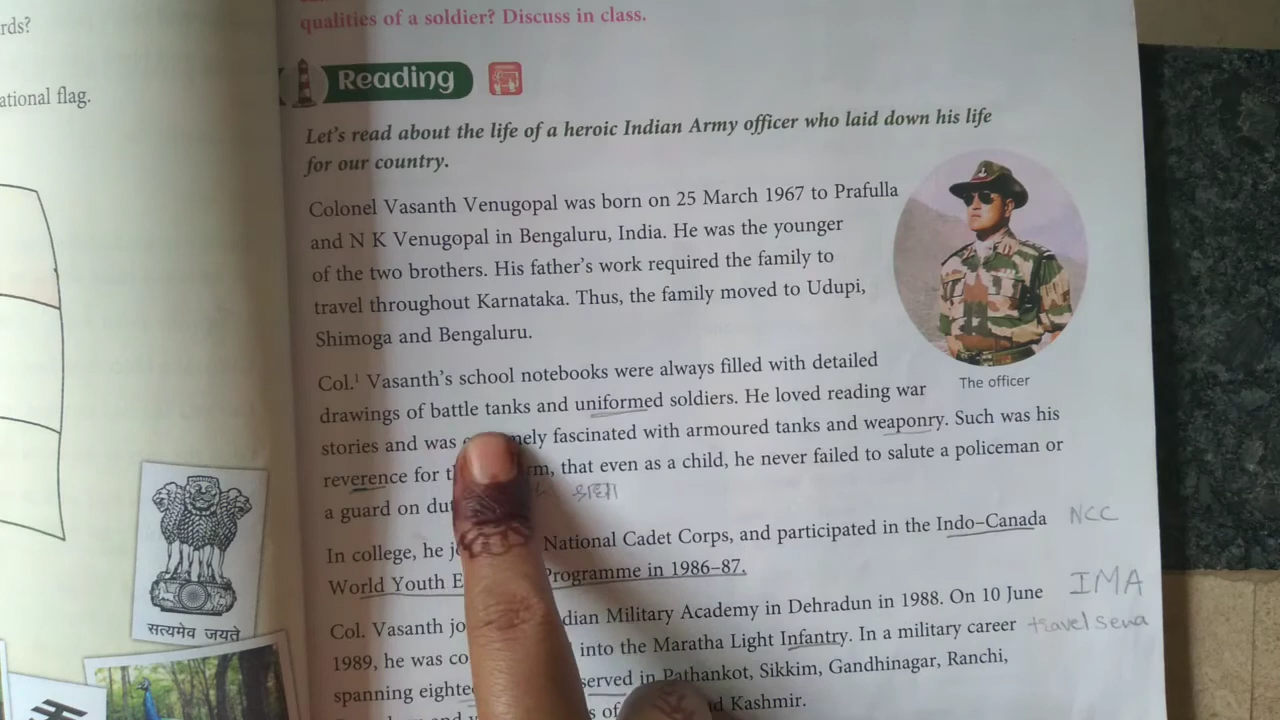 rds?
ational flag.
सत्यमेव जयते
qualities of a soldier? Discuss in class.
Reading
Let's read about the life of a heroic Indian Army officer who laid down his life
for our country.
Colonel Vasanth Venugopal was born on 25 March 1967 to Prafulla
and N K Venugopal in Bengaluru, India. He was the younger
of the two brothers. His father's work required the family to
travel throughout Karnataka. Thus, the family moved to Udupi,
Shimoga and Bengaluru.
The officer
Col.¹ Vasanth's school notebooks were always filled with detailed
drawings of battle tanks and uniformed soldiers. He loved reading war
stories and was fascinated with armoured tanks and weaponry. Such was his
reverence for that even as a child, he never failed to salute a policeman or
a guard on
In college, he National Cadet Corps, and participated in the Indo–Canada NCC
World Youth Programme in 1986–87.
Col. Vasanth Military Academy in Dehradun in 1988. On 10 June IMA
1989, he was into the Maratha Light Infantry. In a military career travel sena
spanning served in Pathankot, Sikkim, Gandhinagar, Ranchi,
of Kashmir.